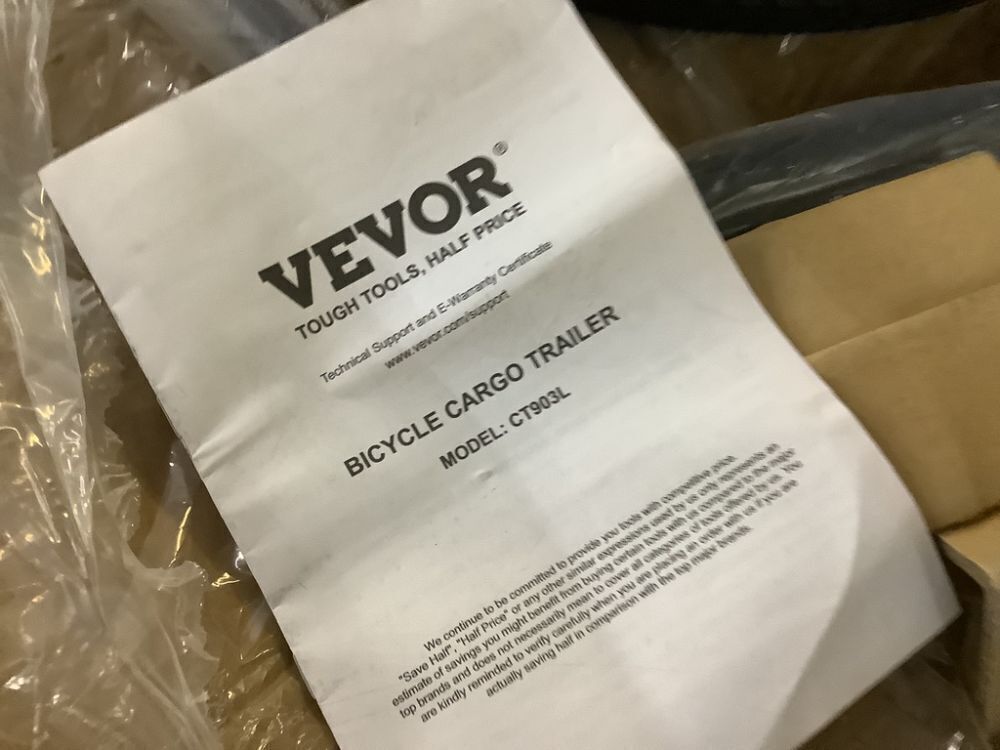 VEVOR®
TOUGH TOOLS, HALF PRICE
Technical Support and E-Warranty Certificate
www.vevor.com/support
BICYCLE CARGO TRAILER
MODEL: CT903L
We continue to be committed to provide you tools with competitive price.
"Save Half", "Half Price" or any other similar expressions used by us only represents an
estimate of savings you might benefit from buying certain tools with us compared to the major
top brands and does not necessarily mean to cover all categories of tools offered by us. You
are kindly reminded to verify carefully when you are placing an order with us if you are
actually saving half in comparison with the top major brands.